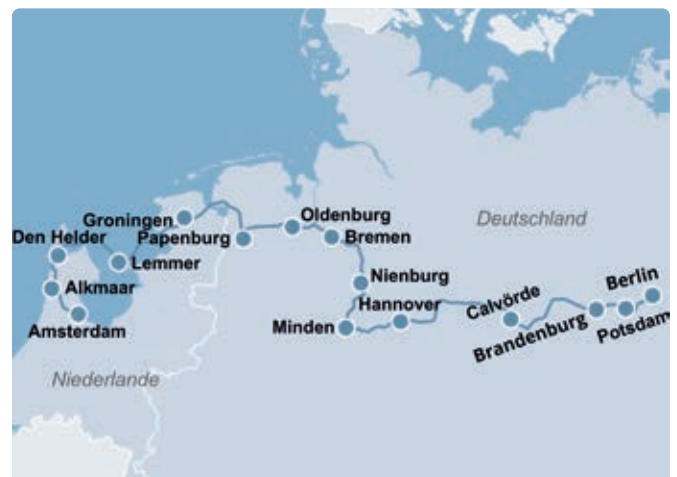 Groningen
Oldenburg
Deutschland
Den Helder
Papenburg
Bremen
Lemmer
Nienburg
Berlin
Alkmaar
Hannover
Calvörde
Amsterdam
Minden
Brandenburg
Potsdam
Niederlande